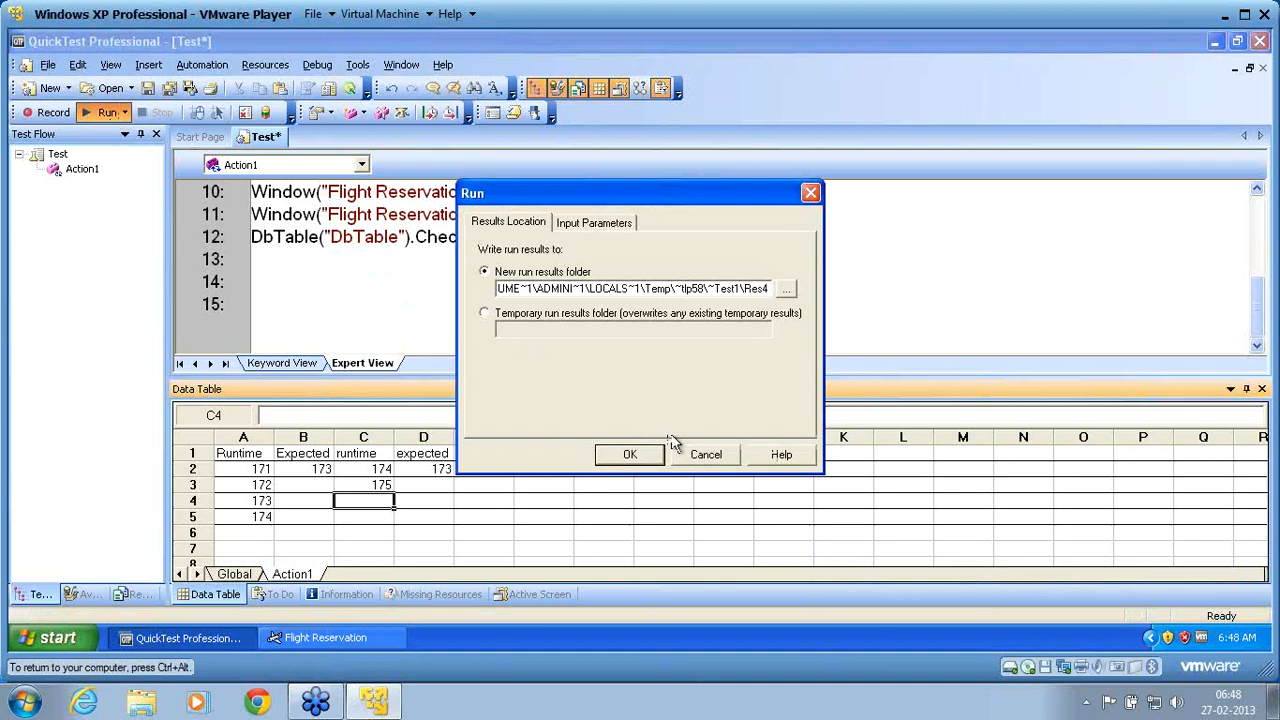 Windows XP Professional - VMware Player File Virtual Machine Help
QuickTest Professional - [Test*]
File Edit View Insert Automation Resources Debug Tools Window Help
New Open
Record Run Stop
Test Flow
Start Page Test*
Test
Action1
Action1
10: Window("Flight Reservatio
11: Window("Flight Reservatio
12: DbTable("DbTable").Chec
13:
14:
15:
Keyword View Expert View
Run
Results Location Input Parameters
Write run results to:
New run results folder
UME~1\ADMINI~1\LOCALS~1\Temp\~tlp58\~Test1\Res4 ...
Temporary run results folder (overwrites any existing temporary results)
OK Cancel Help
Data Table
C4
A B C D K L M N O P Q R
1 Runtime Expected runtime expected
2 171 173 174 173
3 172 175
4 173
5 174
6
7
8
Global Action1
Te... Av... Re... Data Table To Do Information Missing Resources Active Screen
Ready
start QuickTest Profession... Flight Reservation 6:48 AM
To return to your computer, press Ctrl+Alt. vmware
06:48
27-02-2013